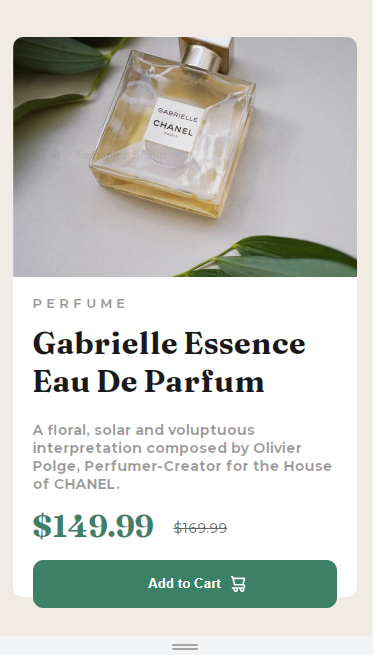 GABRIELLE
CHANEL
PARIS
PERFUME
Gabrielle Essence
Eau De Parfum
A floral, solar and voluptuous
interpretation composed by Olivier
Polge, Perfumer-Creator for the House
of CHANEL.
$149.99 $169.99
Add to Cart